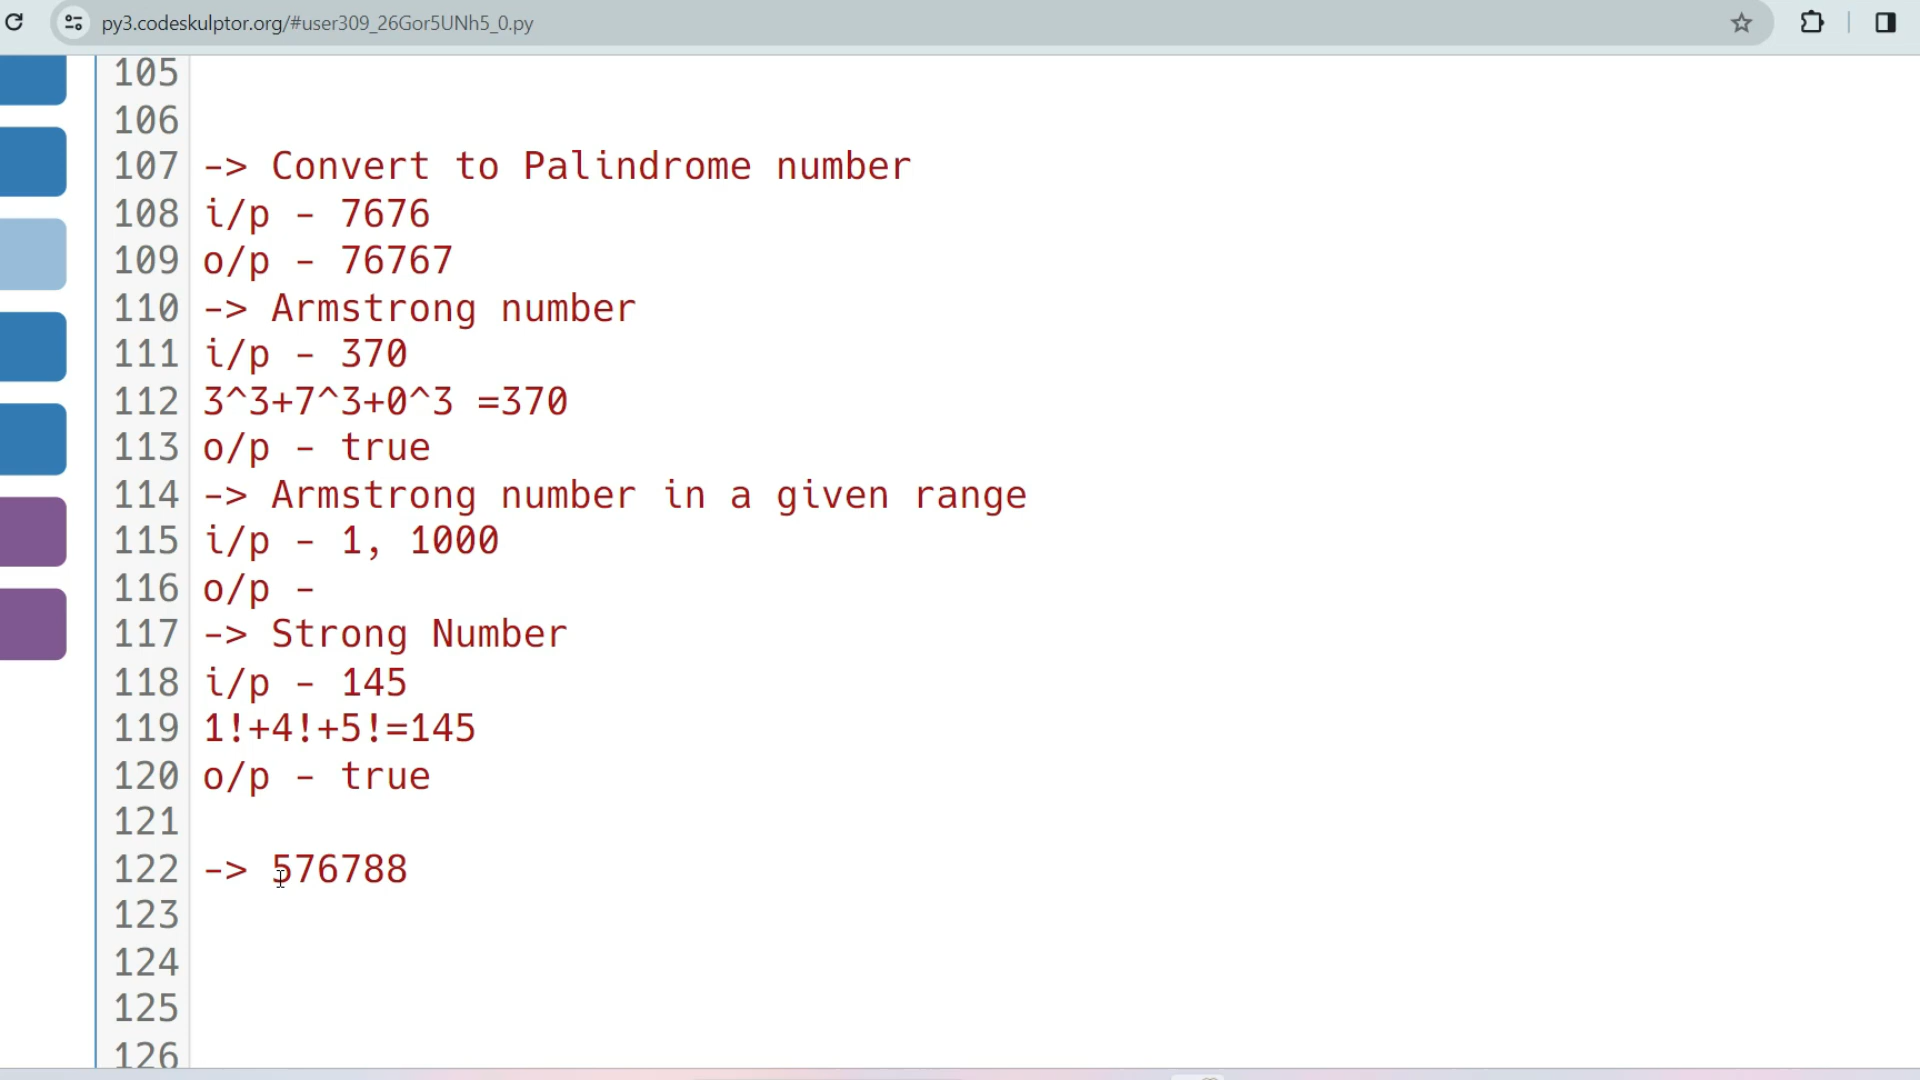 py3.codeskulptor.org/#user309_26Gor5UNh5_0.py
105
106
107 -> Convert to Palindrome number
108 i/p - 7676
109 o/p - 76767
110 -> Armstrong number
111 i/p - 370
112 3^3+7^3+0^3 =370
113 o/p - true
114 -> Armstrong number in a given range
115 i/p - 1, 1000
116 o/p -
117 -> Strong Number
118 i/p - 145
119 1!+4!+5!=145
120 o/p - true
121
122 -> 576788
123
124
125
126